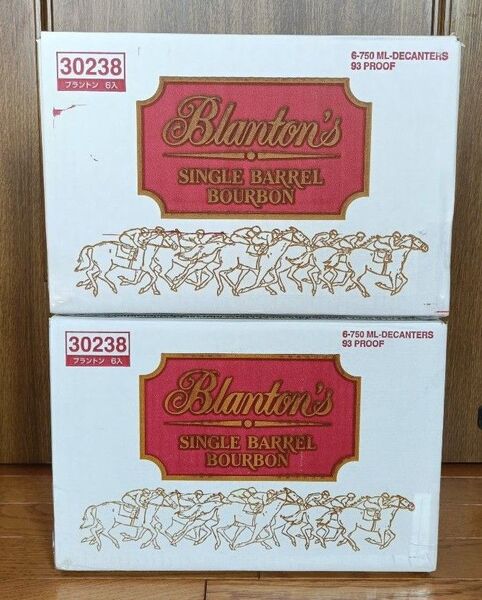 30238
ブラントン 6入
6-750 ML-DECANTERS
93 PROOF
Blanton's
SINGLE BARREL
BOURBON
30238
ブラントン 6入
6-750 ML-DECANTERS
93 PROOF
Blanton's
SINGLE BARREL
BOURBON